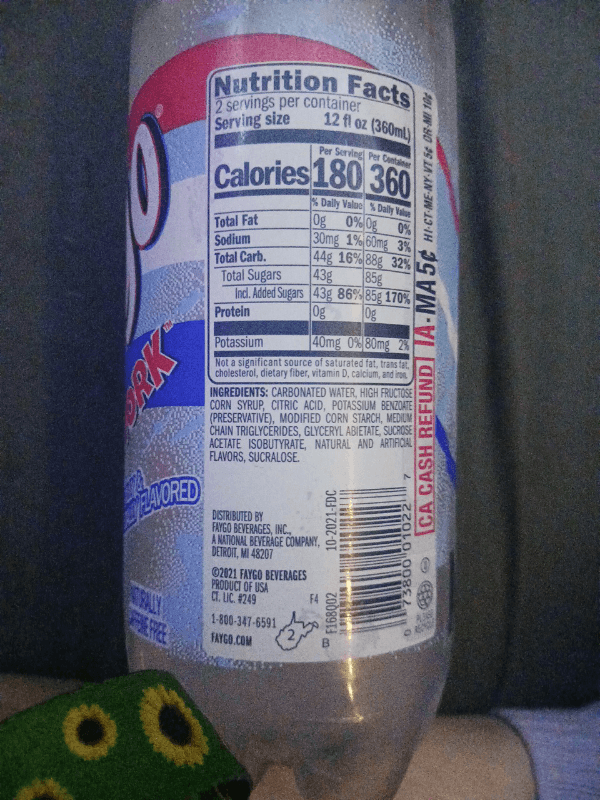 ORK™
FLAVORED
CAFFEINE FREE
Nutrition Facts
2 servings per container
Serving size 12 fl oz (360mL)
Per Serving Per Container
Calories 180 360
% Daily Value % Daily Value
Total Fat 0g 0% 0g 0%
Sodium 30mg 1% 60mg 3%
Total Carb. 44g 16% 88g 32%
Total Sugars 43g 85g
Incl. Added Sugars 43g 86% 85g 170%
Protein 0g 0g
Potassium 40mg 0% 80mg 2%
Not a significant source of saturated fat, trans fat,
cholesterol, dietary fiber, vitamin D, calcium, and iron.
INGREDIENTS: CARBONATED WATER, HIGH FRUCTOSE
CORN SYRUP, CITRIC ACID, POTASSIUM BENZOATE
(PRESERVATIVE), MODIFIED CORN STARCH, MEDIUM
CHAIN TRIGLYCERIDES, GLYCERYL ABIETATE, SUCROSE
ACETATE ISOBUTYRATE, NATURAL AND ARTIFICIAL
FLAVORS, SUCRALOSE.
DISTRIBUTED BY
FAYGO BEVERAGES, INC.,
A NATIONAL BEVERAGE COMPANY,
DETROIT, MI 48207
©2021 FAYGO BEVERAGES
PRODUCT OF USA
CT. LIC. #249
F4
1-800-347-6591
FAYGO.COM
2
B
F168002
10-2021-FDC
0 73800 01022 7
CA CASH REFUND IA-MA 5¢ HI-CT-ME-NY-VT 5¢ OR-MI 10¢